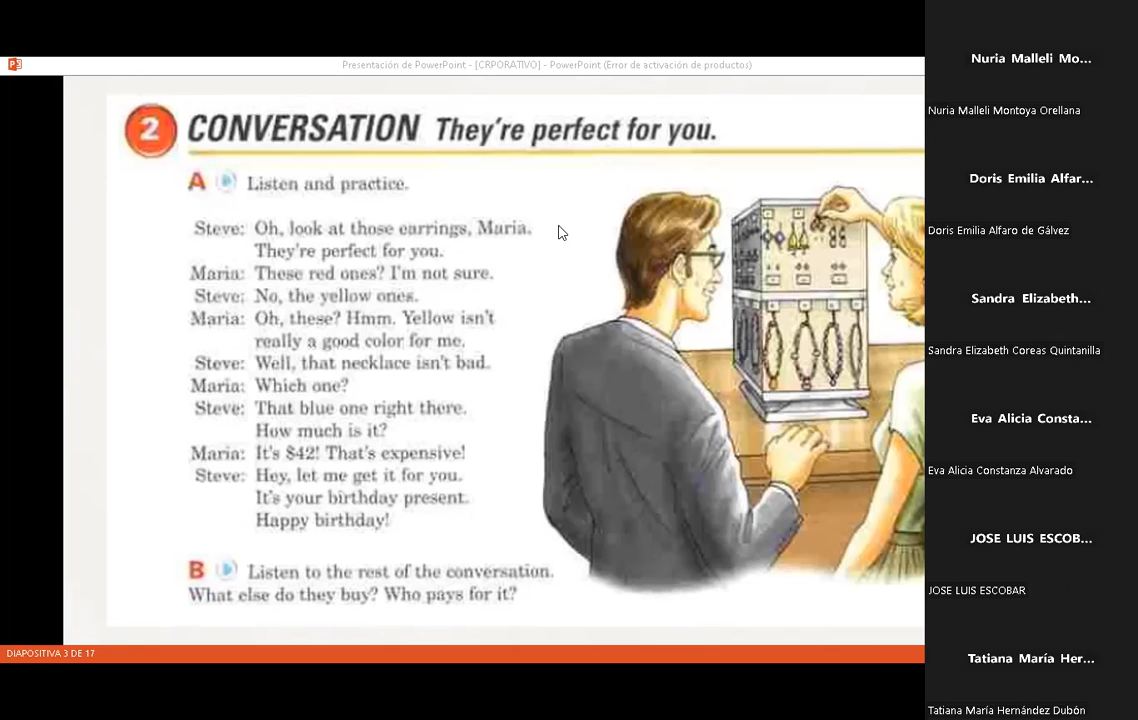 Presentación de PowerPoint - [CRPORATIVO] - PowerPoint (Error de activación de productos)
2 CONVERSATION They're perfect for you.
A Listen and practice.
Steve: Oh, look at those earrings, Maria.
They're perfect for you.
Maria: These red ones? I'm not sure.
Steve: No, the yellow ones.
Maria: Oh, these? Hmm. Yellow isn't
really a good color for me.
Steve: Well, that necklace isn't bad.
Maria: Which one?
Steve: That blue one right there.
How much is it?
Maria: It's $42! That's expensive!
Steve: Hey, let me get it for you.
It's your birthday present.
Happy birthday!
B Listen to the rest of the conversation.
What else do they buy? Who pays for it?
DIAPOSITIVA 3 DE 17
Nuria Malleli Mo...
Nuria Malleli Montoya Orellana
Doris Emilia Alfar...
Doris Emilia Alfaro de Gálvez
Sandra Elizabeth...
Sandra Elizabeth Coreas Quintanilla
Eva Alicia Consta...
Eva Alicia Constanza Alvarado
JOSE LUIS ESCOB...
JOSE LUIS ESCOBAR
Tatiana María Her...
Tatiana María Hernández Dubón